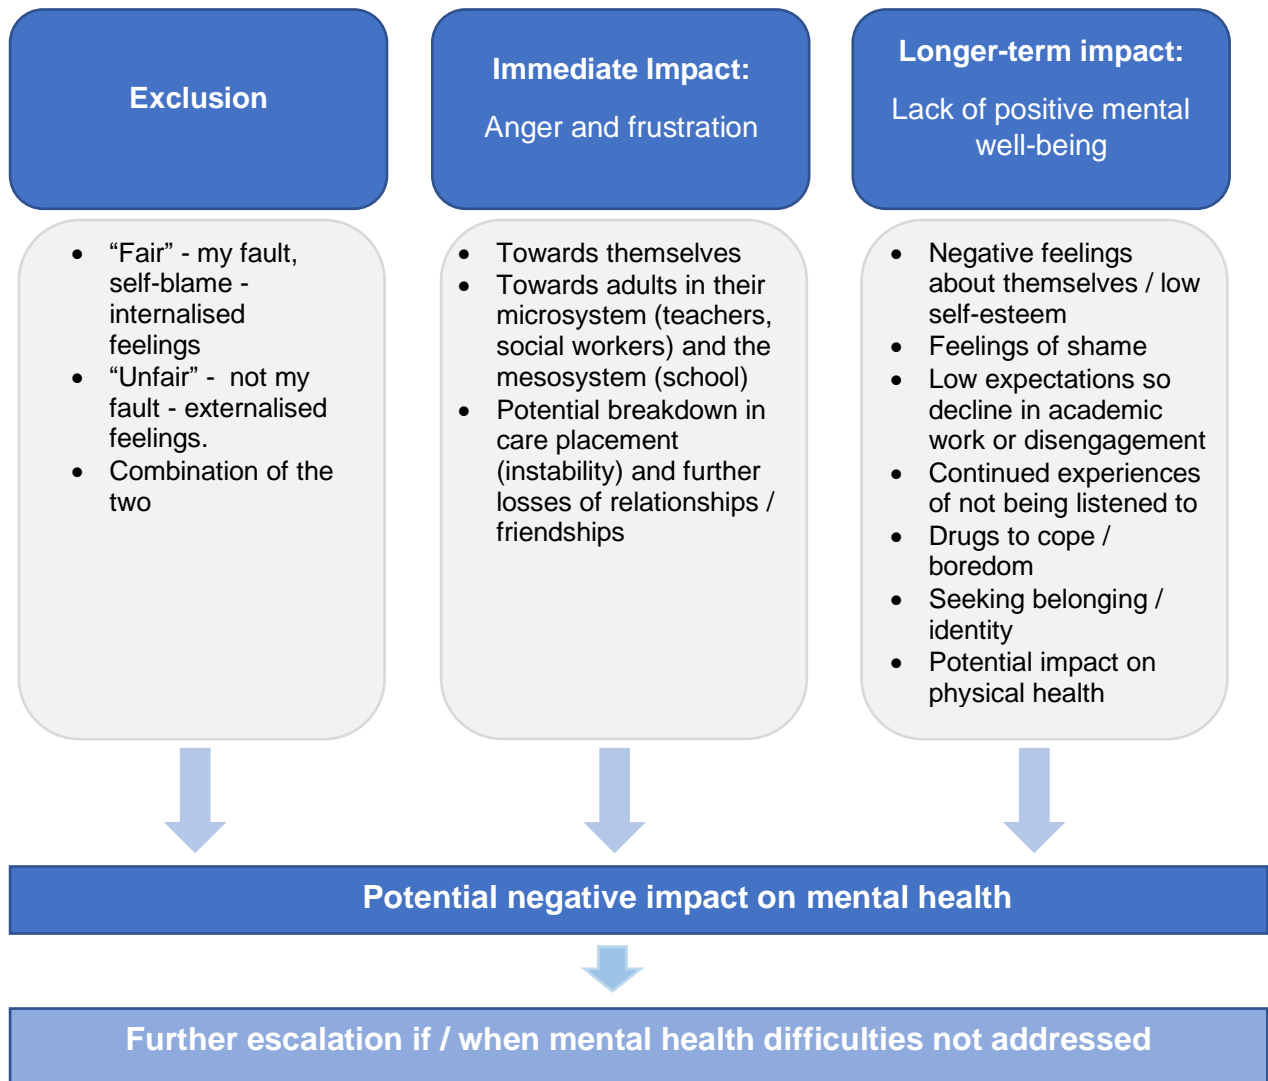 Exclusion
• “Fair” - my fault,
self-blame -
internalised
feelings
• “Unfair” -  not my
fault - externalised
feelings.
• Combination of the
two
Immediate Impact:
Anger and frustration
• Towards themselves
• Towards adults in their
microsystem (teachers,
social workers) and the
mesosystem (school)
• Potential breakdown in
care placement
(instability) and further
losses of relationships /
friendships
Longer-term impact:
Lack of positive mental
well-being
• Negative feelings
about themselves / low
self-esteem
• Feelings of shame
• Low expectations so
decline in academic
work or disengagement
• Continued experiences
of not being listened to
• Drugs to cope /
boredom
• Seeking belonging /
identity
• Potential impact on
physical health
Potential negative impact on mental health
Further escalation if / when mental health difficulties not addressed